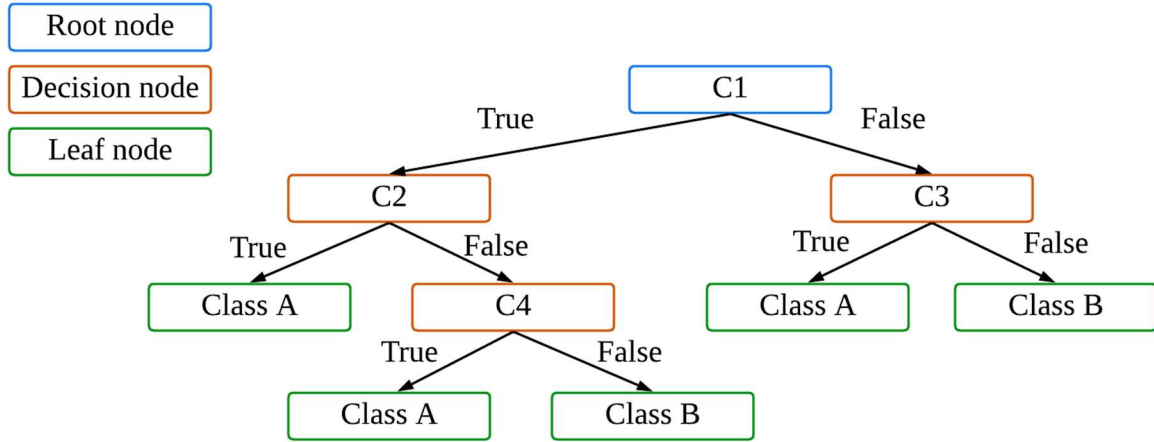 Root node
Decision node
Leaf node
C1
True
False
C2
C3
True
False
True
False
Class A
C4
Class A
Class B
True
False
Class A
Class B